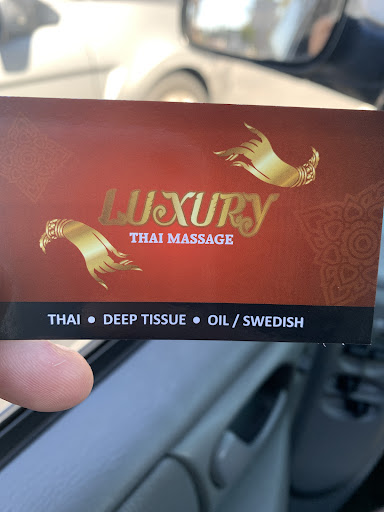 LUXURY
THAI MASSAGE
THAI ● DEEP TISSUE ● OIL / SWEDISH